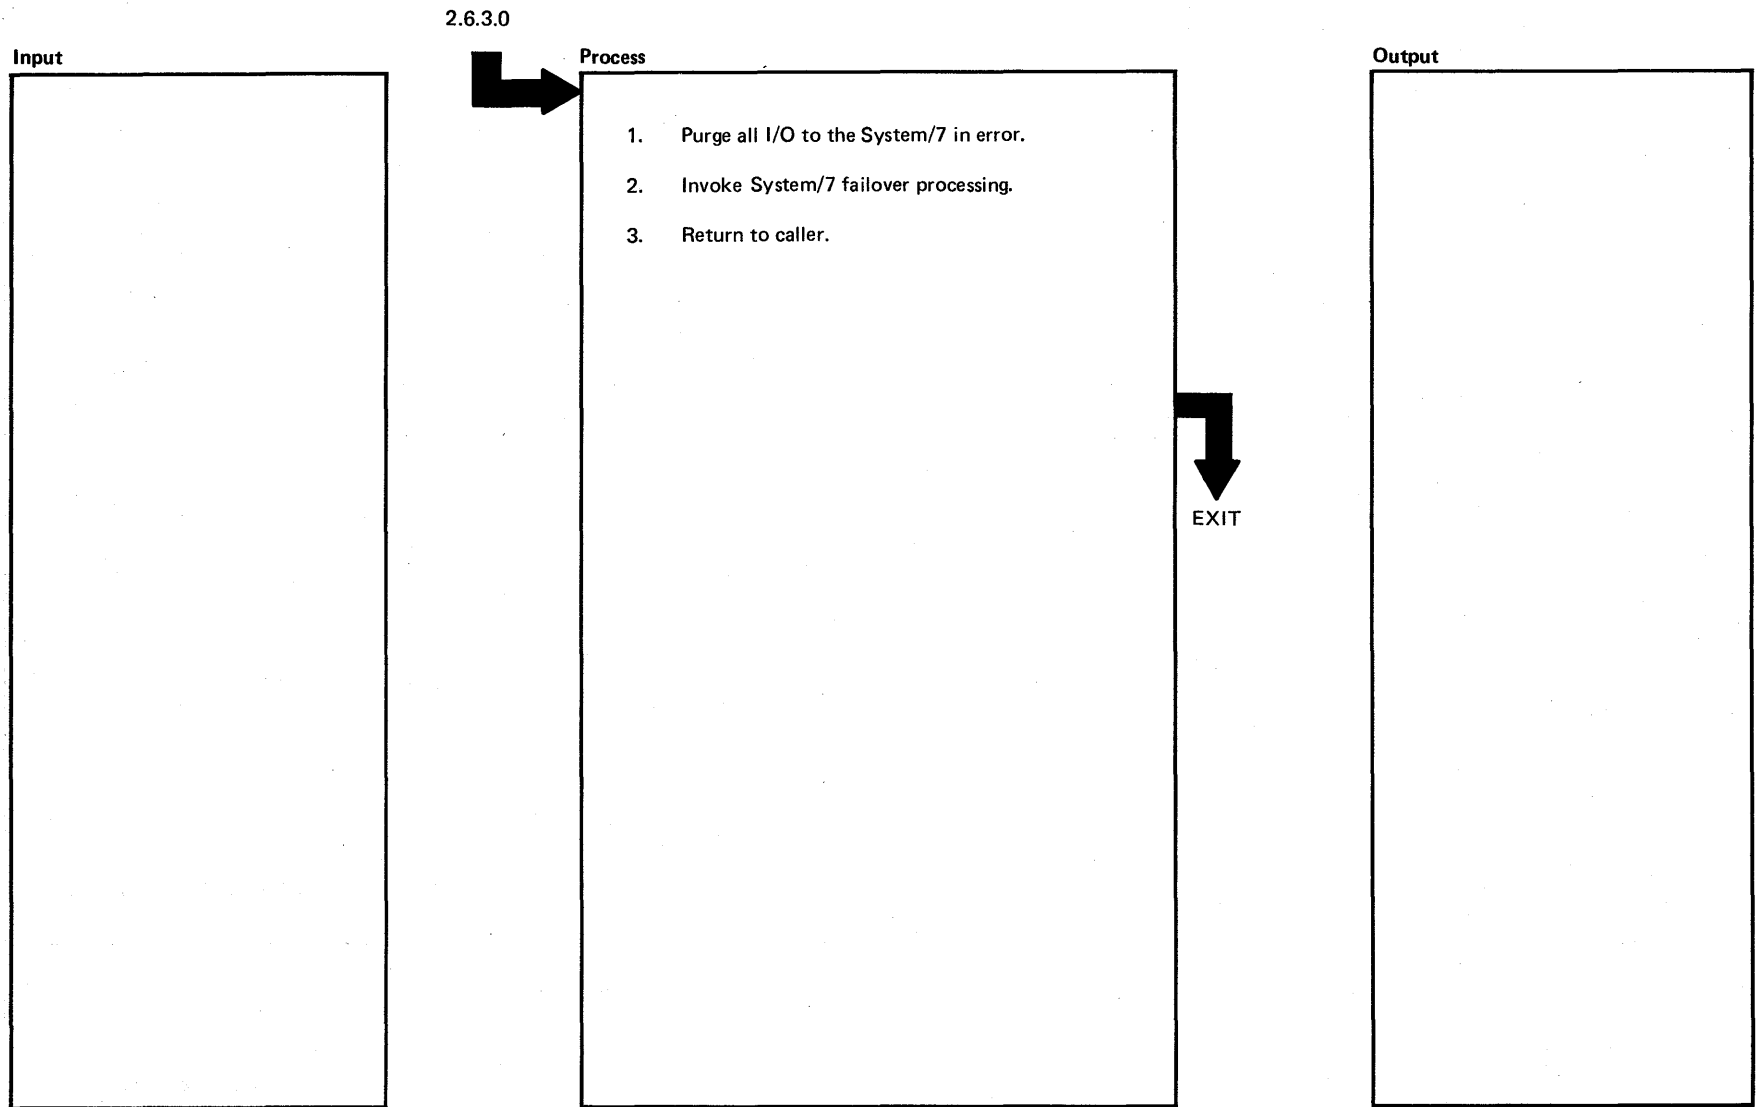 2.6.3.0
Input
Process
Output
1. Purge all I/O to the System/7 in error.
2. Invoke System/7 failover processing.
3. Return to caller.
EXIT